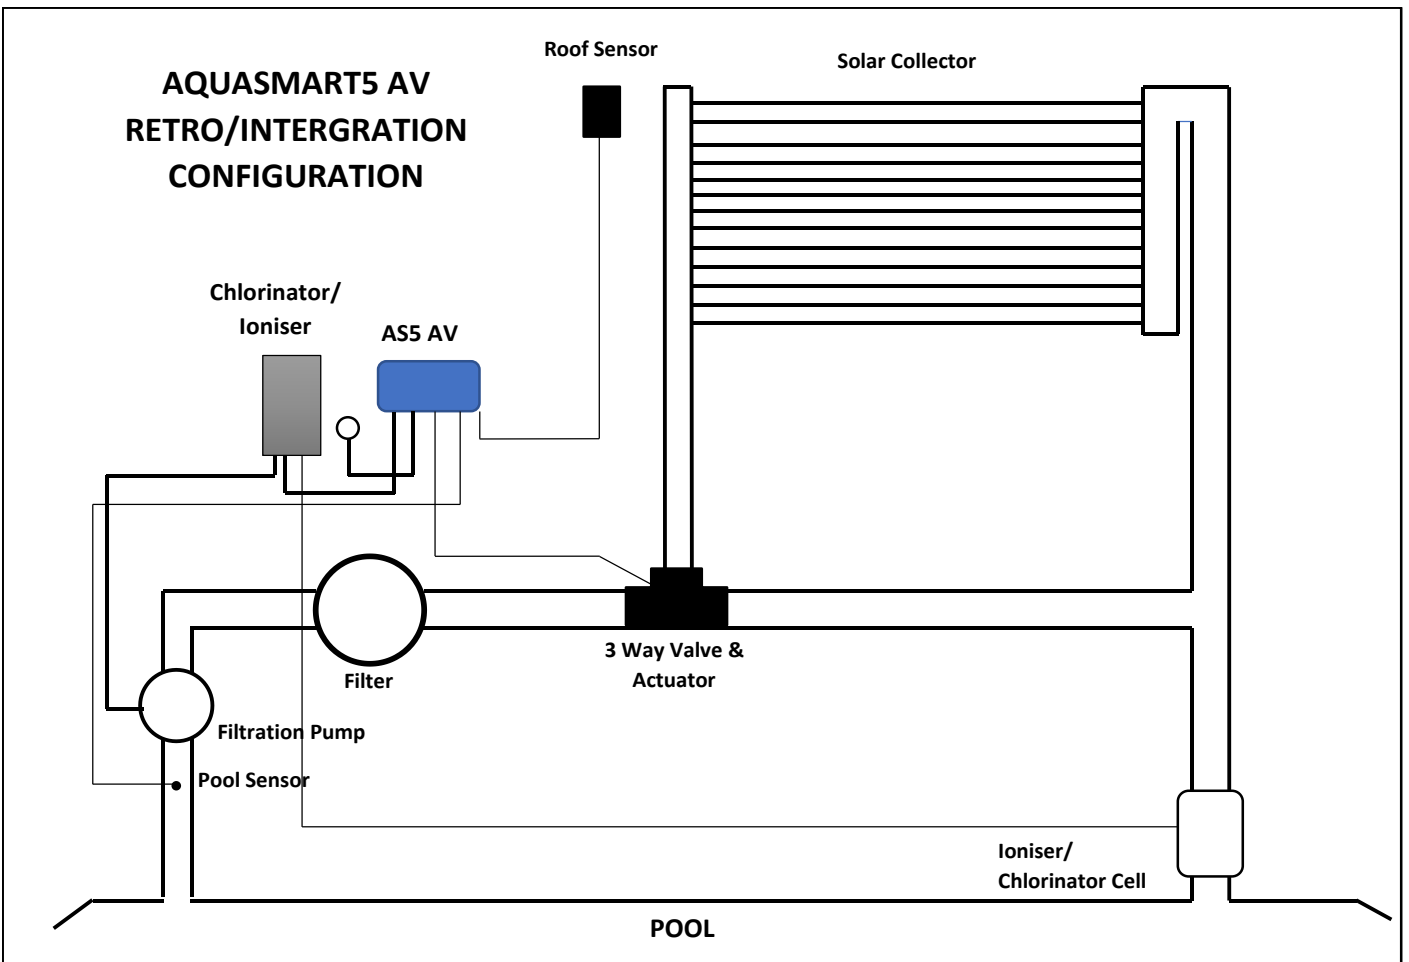 AQUASMART5 AV
RETRO/INTERGRATION
CONFIGURATION
Roof Sensor
Solar Collector
Chlorinator/
Ioniser
AS5 AV
3 Way Valve &
Actuator
Filter
Filtration Pump
Pool Sensor
Ioniser/
Chlorinator Cell
POOL